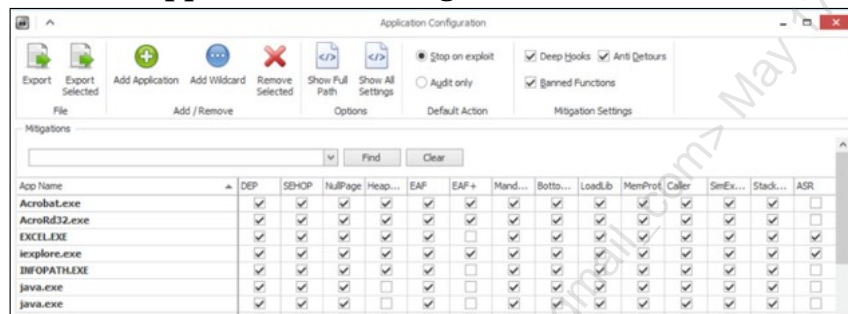 Application Configuration
Export
Export Selected
Add Application
Add Wildcard
Remove Selected
Show Full Path
Show All Settings
Stop on exploit
Audit only
Deep Hooks
Anti Detours
Banned Functions
File
Add / Remove
Options
Default Action
Mitigation Settings
Mitigations
Find
Clear
App Name DEP SEHOP NullPage Heap... EAF EAF+ Mand... Botto... LoadLib MemProt Caller SimEx... Stack... ASR
Acrobat.exe
AcroRd32.exe
EXCEL.EXE
iexplore.exe
INFOPATH.EXE
java.exe
java.exe
com> May 17